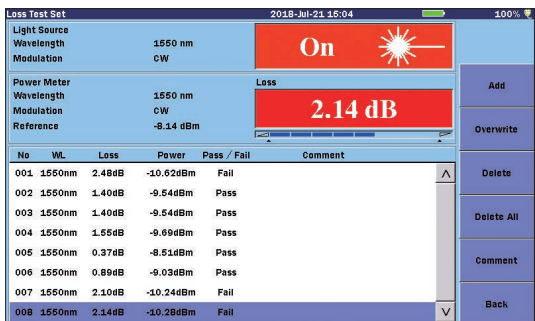 Loss Test Set 2018-Jul-21 15:04 100%
Light Source
Wavelength 1550 nm
Modulation CW
On
Power Meter
Wavelength 1550 nm
Modulation CW
Reference -8.14 dBm
Loss
2.14 dB
No WL Loss Power Pass / Fail Comment
001 1550nm 2.48dB -10.62dBm Fail
002 1550nm 1.40dB -9.54dBm Pass
003 1550nm 1.40dB -9.54dBm Pass
004 1550nm 1.55dB -9.69dBm Pass
005 1550nm 0.37dB -8.51dBm Pass
006 1550nm 0.89dB -9.03dBm Pass
007 1550nm 2.10dB -10.24dBm Fail
008 1550nm 2.14dB -10.28dBm Fail
Add
Overwrite
Delete
Delete All
Comment
Back